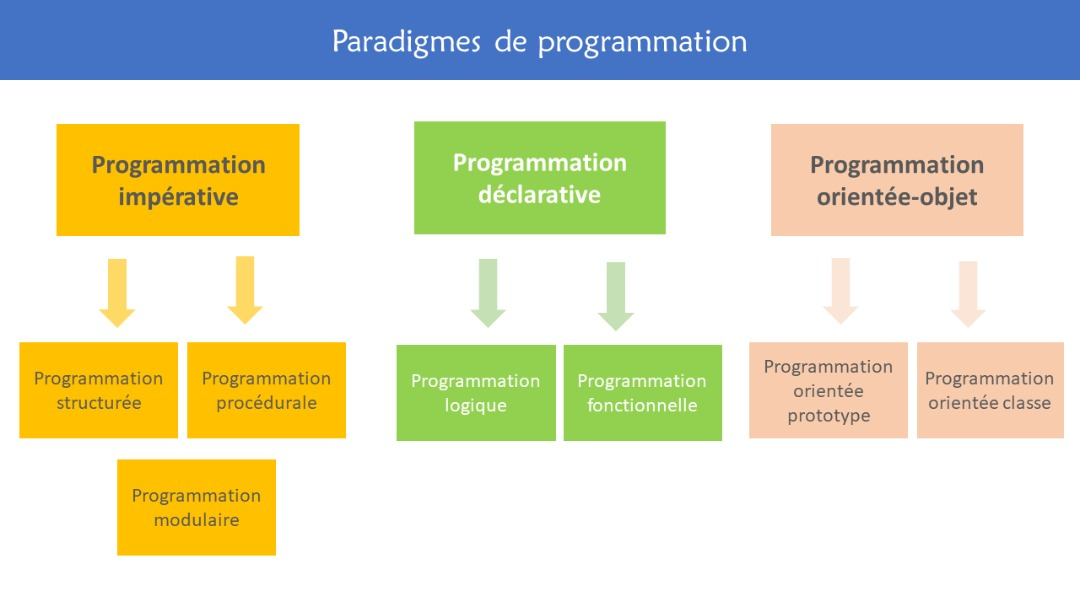 Paradigmes de programmation
Programmation
impérative
Programmation
déclarative
Programmation
orientée-objet
Programmation
structurée
Programmation
procédurale
Programmation
logique
Programmation
fonctionnelle
Programmation
orientée
prototype
Programmation
orientée classe
Programmation
modulaire